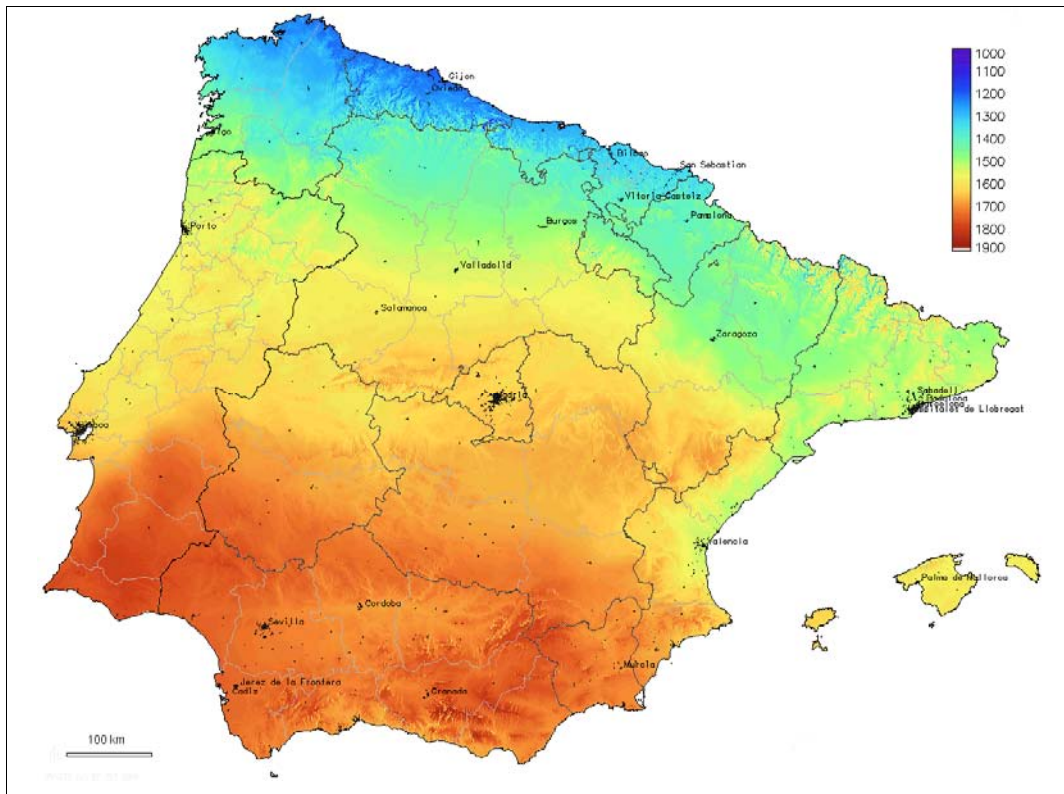 1000
1100
1200
1300
1400
1500
1600
1700
1800
1900
Gijon
Oviedo
Bilbao
San Sebastian
Vitoria-Gasteiz
Pamplona
Burgos
Porto
Valladolid
Salamanca
Zaragoza
Sabadell
Badalona
Valencia
Palma de Mallorca
Cordoba
Sevilla
Murcia
Jerez de la Frontera
Cadiz
Granada
100 km